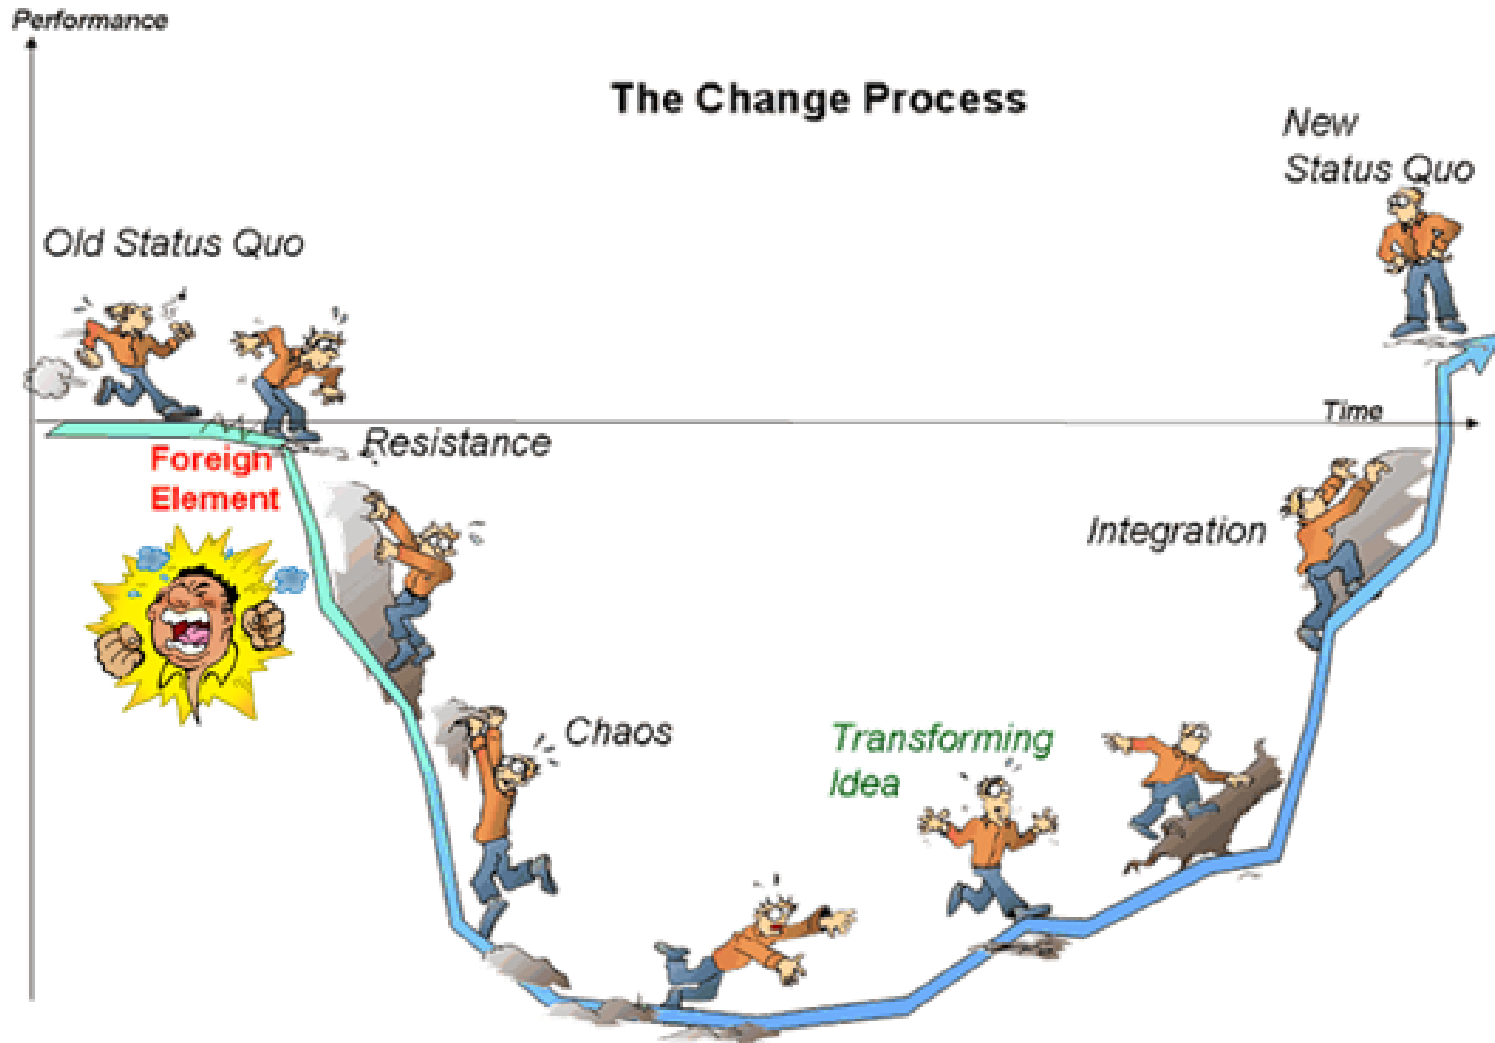 Performance
The Change Process
New
Status Quo
Old Status Quo
Time
Foreign
Element
Resistance
Integration
Chaos
Transforming
Idea